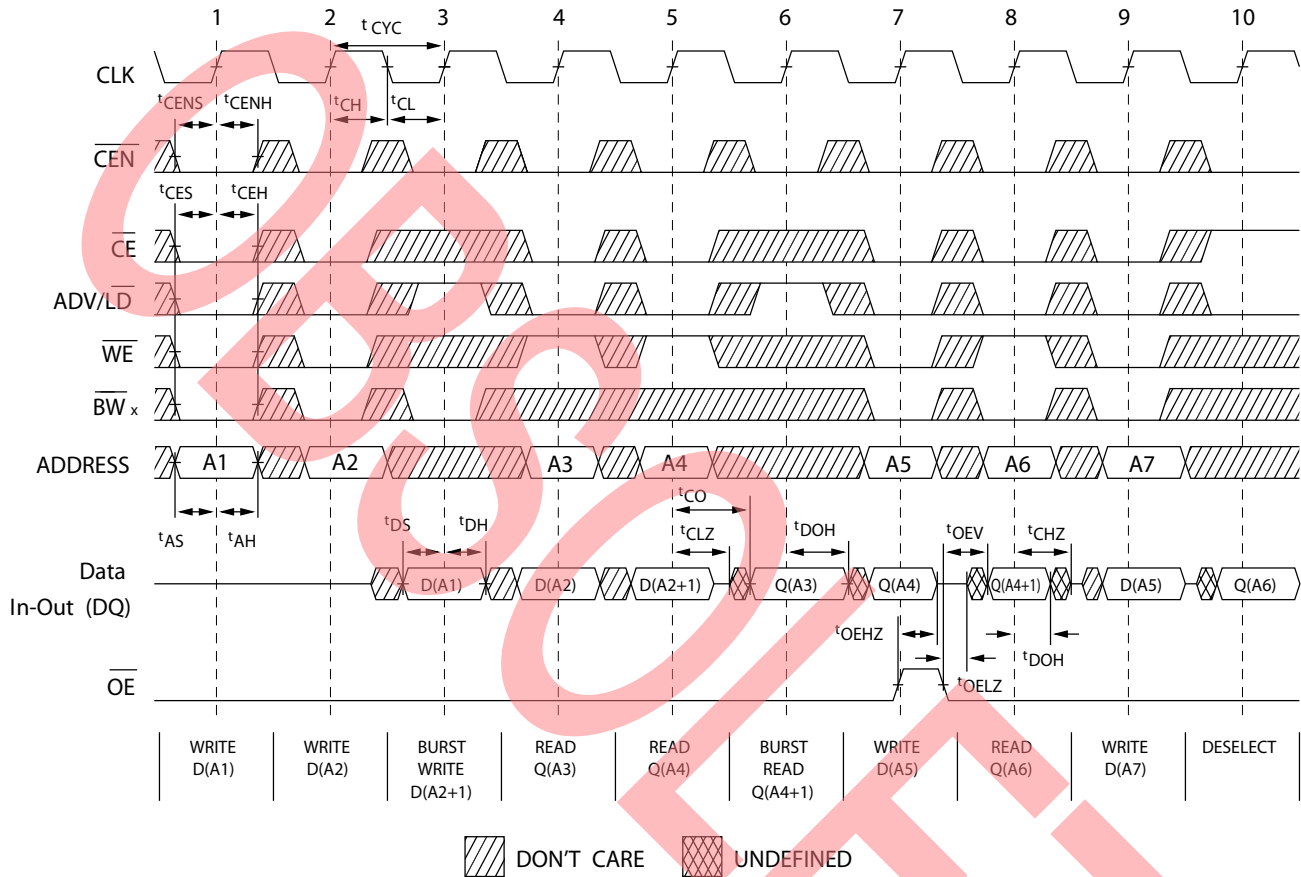 1 2 3 4 5 6 7 8 9 10
tCYC
CLK
tCENS tCENH tCH tCL
CEN
tCES tCEH
CE
ADV/LD
WE
BWx
ADDRESS A1 A2 A3 A4 A5 A6 A7
tCO
tAS tAH tDS tDH tCLZ tDOH tOEV tCHZ
Data
In-Out (DQ) D(A1) D(A2) D(A2+1) Q(A3) Q(A4) Q(A4+1) D(A5) Q(A6)
tOEHZ tDOH
tOELZ
OE
WRITE D(A1)
WRITE D(A2)
BURST WRITE D(A2+1)
READ Q(A3)
READ Q(A4)
BURST READ Q(A4+1)
WRITE D(A5)
READ Q(A6)
WRITE D(A7)
DESELECT
DON'T CARE UNDEFINED